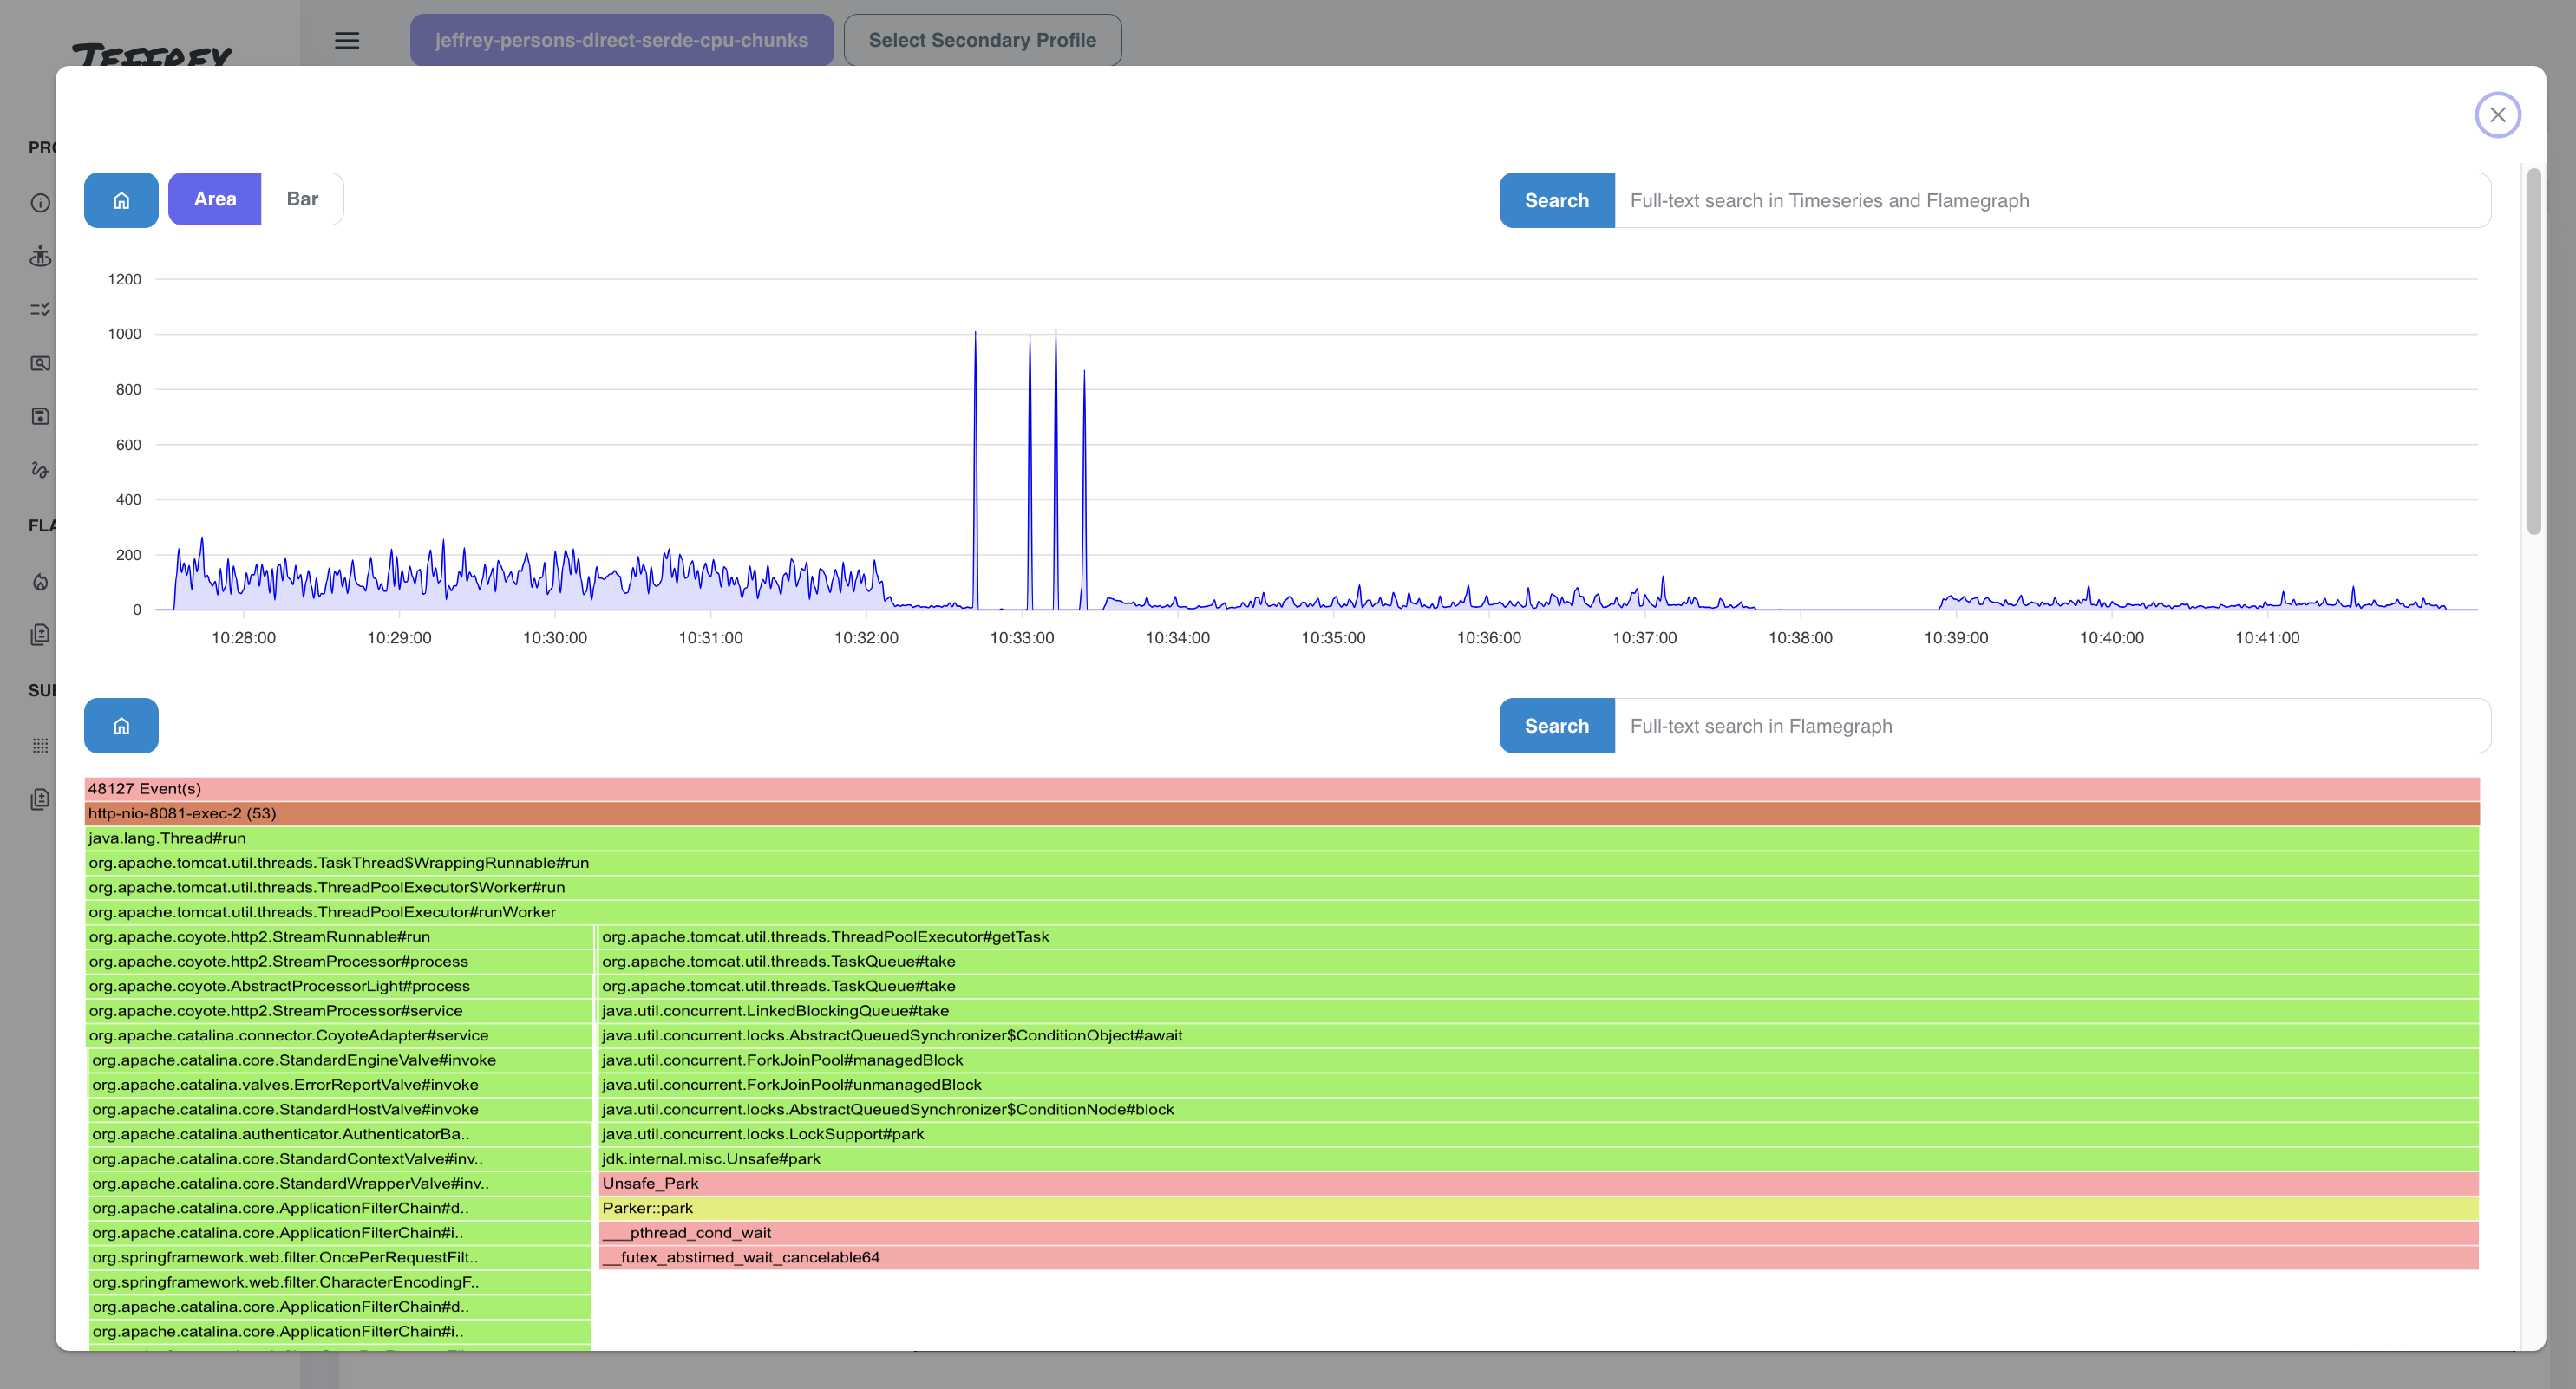 JEFFREY
jeffrey-persons-direct-serde-cpu-chunks
Select Secondary Profile
PRO
FLA
SUB
Area
Bar
Search
Full-text search in Timeseries and Flamegraph
1200
1000
800
600
400
200
0
10:28:00 10:29:00 10:30:00 10:31:00 10:32:00 10:33:00 10:34:00 10:35:00 10:36:00 10:37:00 10:38:00 10:39:00 10:40:00 10:41:00
Search
Full-text search in Flamegraph
48127 Event(s)
http-nio-8081-exec-2 (53)
java.lang.Thread#run
org.apache.tomcat.util.threads.TaskThread$WrappingRunnable#run
org.apache.tomcat.util.threads.ThreadPoolExecutor$Worker#run
org.apache.tomcat.util.threads.ThreadPoolExecutor#runWorker
org.apache.coyote.http2.StreamRunnable#run
org.apache.tomcat.util.threads.ThreadPoolExecutor#getTask
org.apache.coyote.http2.StreamProcessor#process
org.apache.tomcat.util.threads.TaskQueue#take
org.apache.coyote.AbstractProcessorLight#process
org.apache.tomcat.util.threads.TaskQueue#take
org.apache.coyote.http2.StreamProcessor#service
java.util.concurrent.LinkedBlockingQueue#take
org.apache.catalina.connector.CoyoteAdapter#service
java.util.concurrent.locks.AbstractQueuedSynchronizer$ConditionObject#await
org.apache.catalina.core.StandardEngineValve#invoke
java.util.concurrent.ForkJoinPool#managedBlock
org.apache.catalina.valves.ErrorReportValve#invoke
java.util.concurrent.ForkJoinPool#unmanagedBlock
org.apache.catalina.core.StandardHostValve#invoke
java.util.concurrent.locks.AbstractQueuedSynchronizer$ConditionNode#block
org.apache.catalina.authenticator.AuthenticatorBa..
java.util.concurrent.locks.LockSupport#park
org.apache.catalina.core.StandardContextValve#inv..
jdk.internal.misc.Unsafe#park
org.apache.catalina.core.StandardWrapperValve#inv..
Unsafe_Park
org.apache.catalina.core.ApplicationFilterChain#d..
Parker::park
org.apache.catalina.core.ApplicationFilterChain#i..
___pthread_cond_wait
org.springframework.web.filter.OncePerRequestFilt..
__futex_abstimed_wait_cancelable64
org.springframework.web.filter.CharacterEncodingF..
org.apache.catalina.core.ApplicationFilterChain#d..
org.apache.catalina.core.ApplicationFilterChain#i..